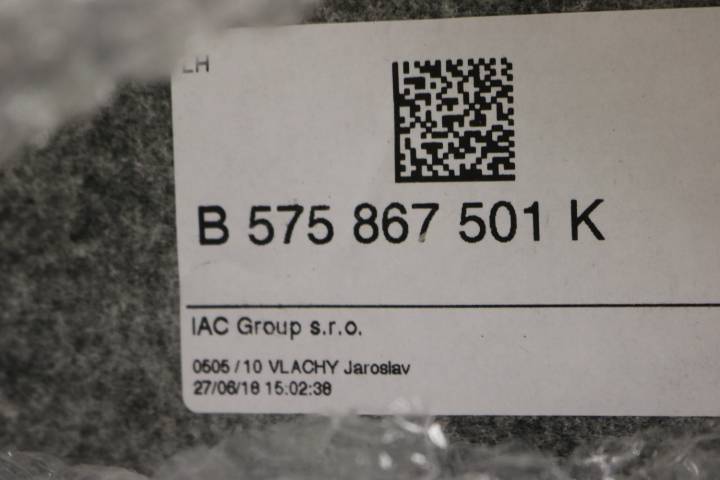 LH
B 575 867 501 K
IAC Group s.r.o.
0505 / 10 VLACHY Jaroslav
27/06/18 15:02:38